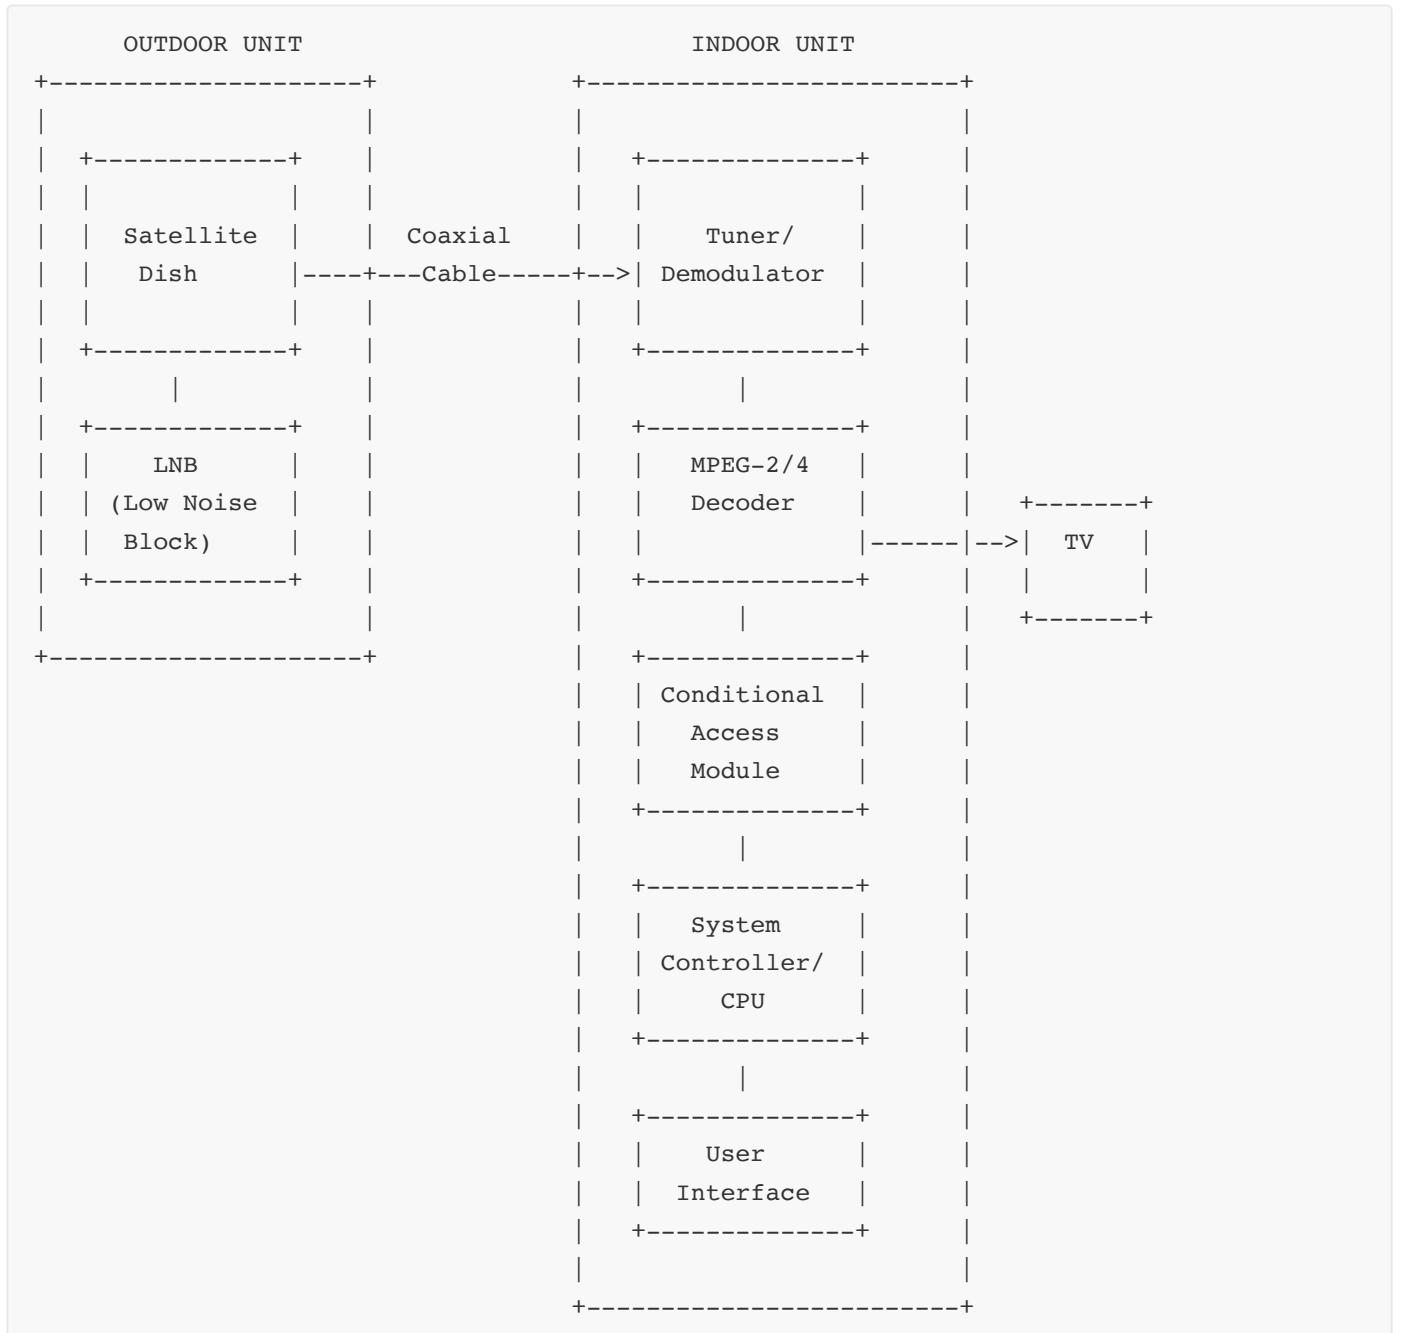 OUTDOOR UNIT INDOOR UNIT
Satellite Coaxial Tuner/
Dish Cable Demodulator
LNB MPEG-2/4
(Low Noise Decoder
Block) TV
Conditional
Access
Module
System
Controller/
CPU
User
Interface